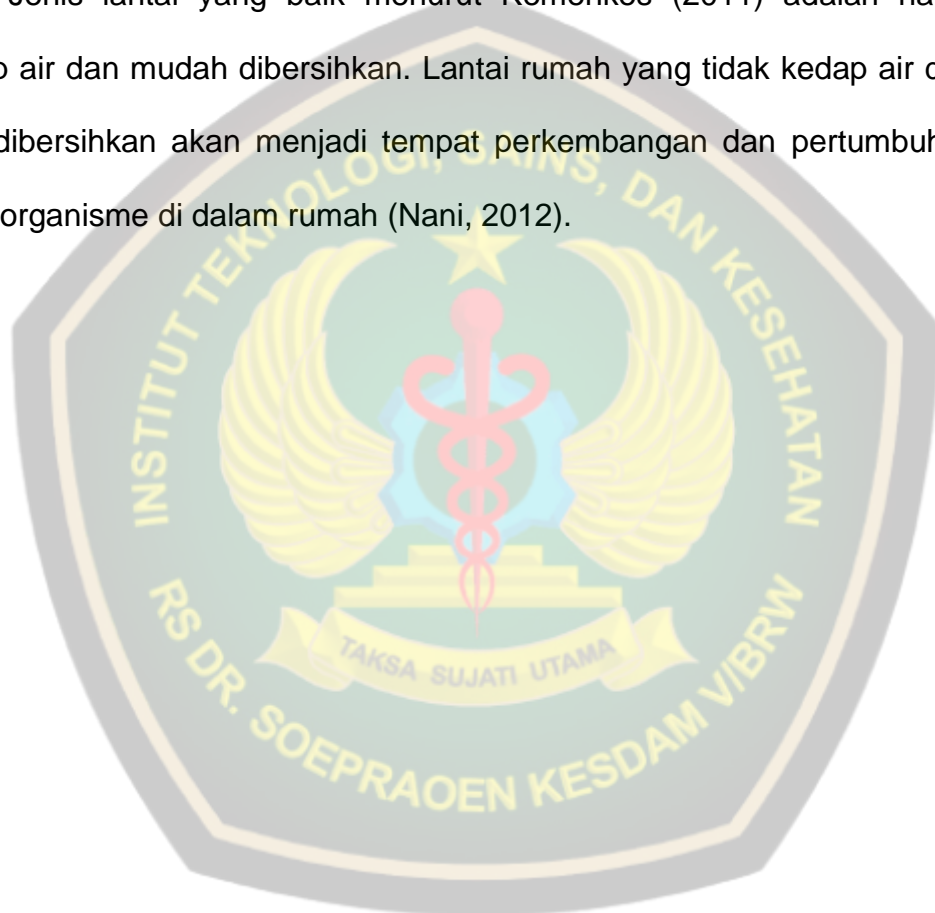 Jenis lantai yang baik menurut Kemenkes (2011) adalah
air dan mudah dibersihkan. Lantai rumah yang tidak kedap air
dibersihkan akan menjadi tempat perkembangan dan
organisme di dalam rumah (Nani, 2012).
INSTITUT TEKNOLOGI, SAINS, DAN KESEHATAN
TAKSA SUJATI UTAMA
RS DR. SOEPRAOEN KESDAM V/BRW